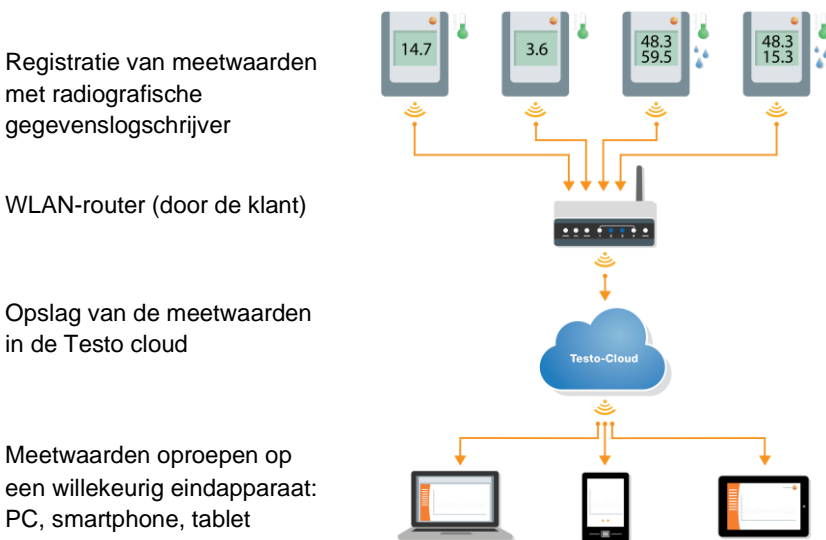 14.7
3.6
48.3
59.5
48.3
15.3
Registratie van meetwaarden
met radiografische
gegevenslogschrijver
WLAN-router (door de klant)
Opslag van de meetwaarden
in de Testo cloud
Testo-Cloud
Meetwaarden oproepen op
een willekeurig eindapparaat:
PC, smartphone, tablet